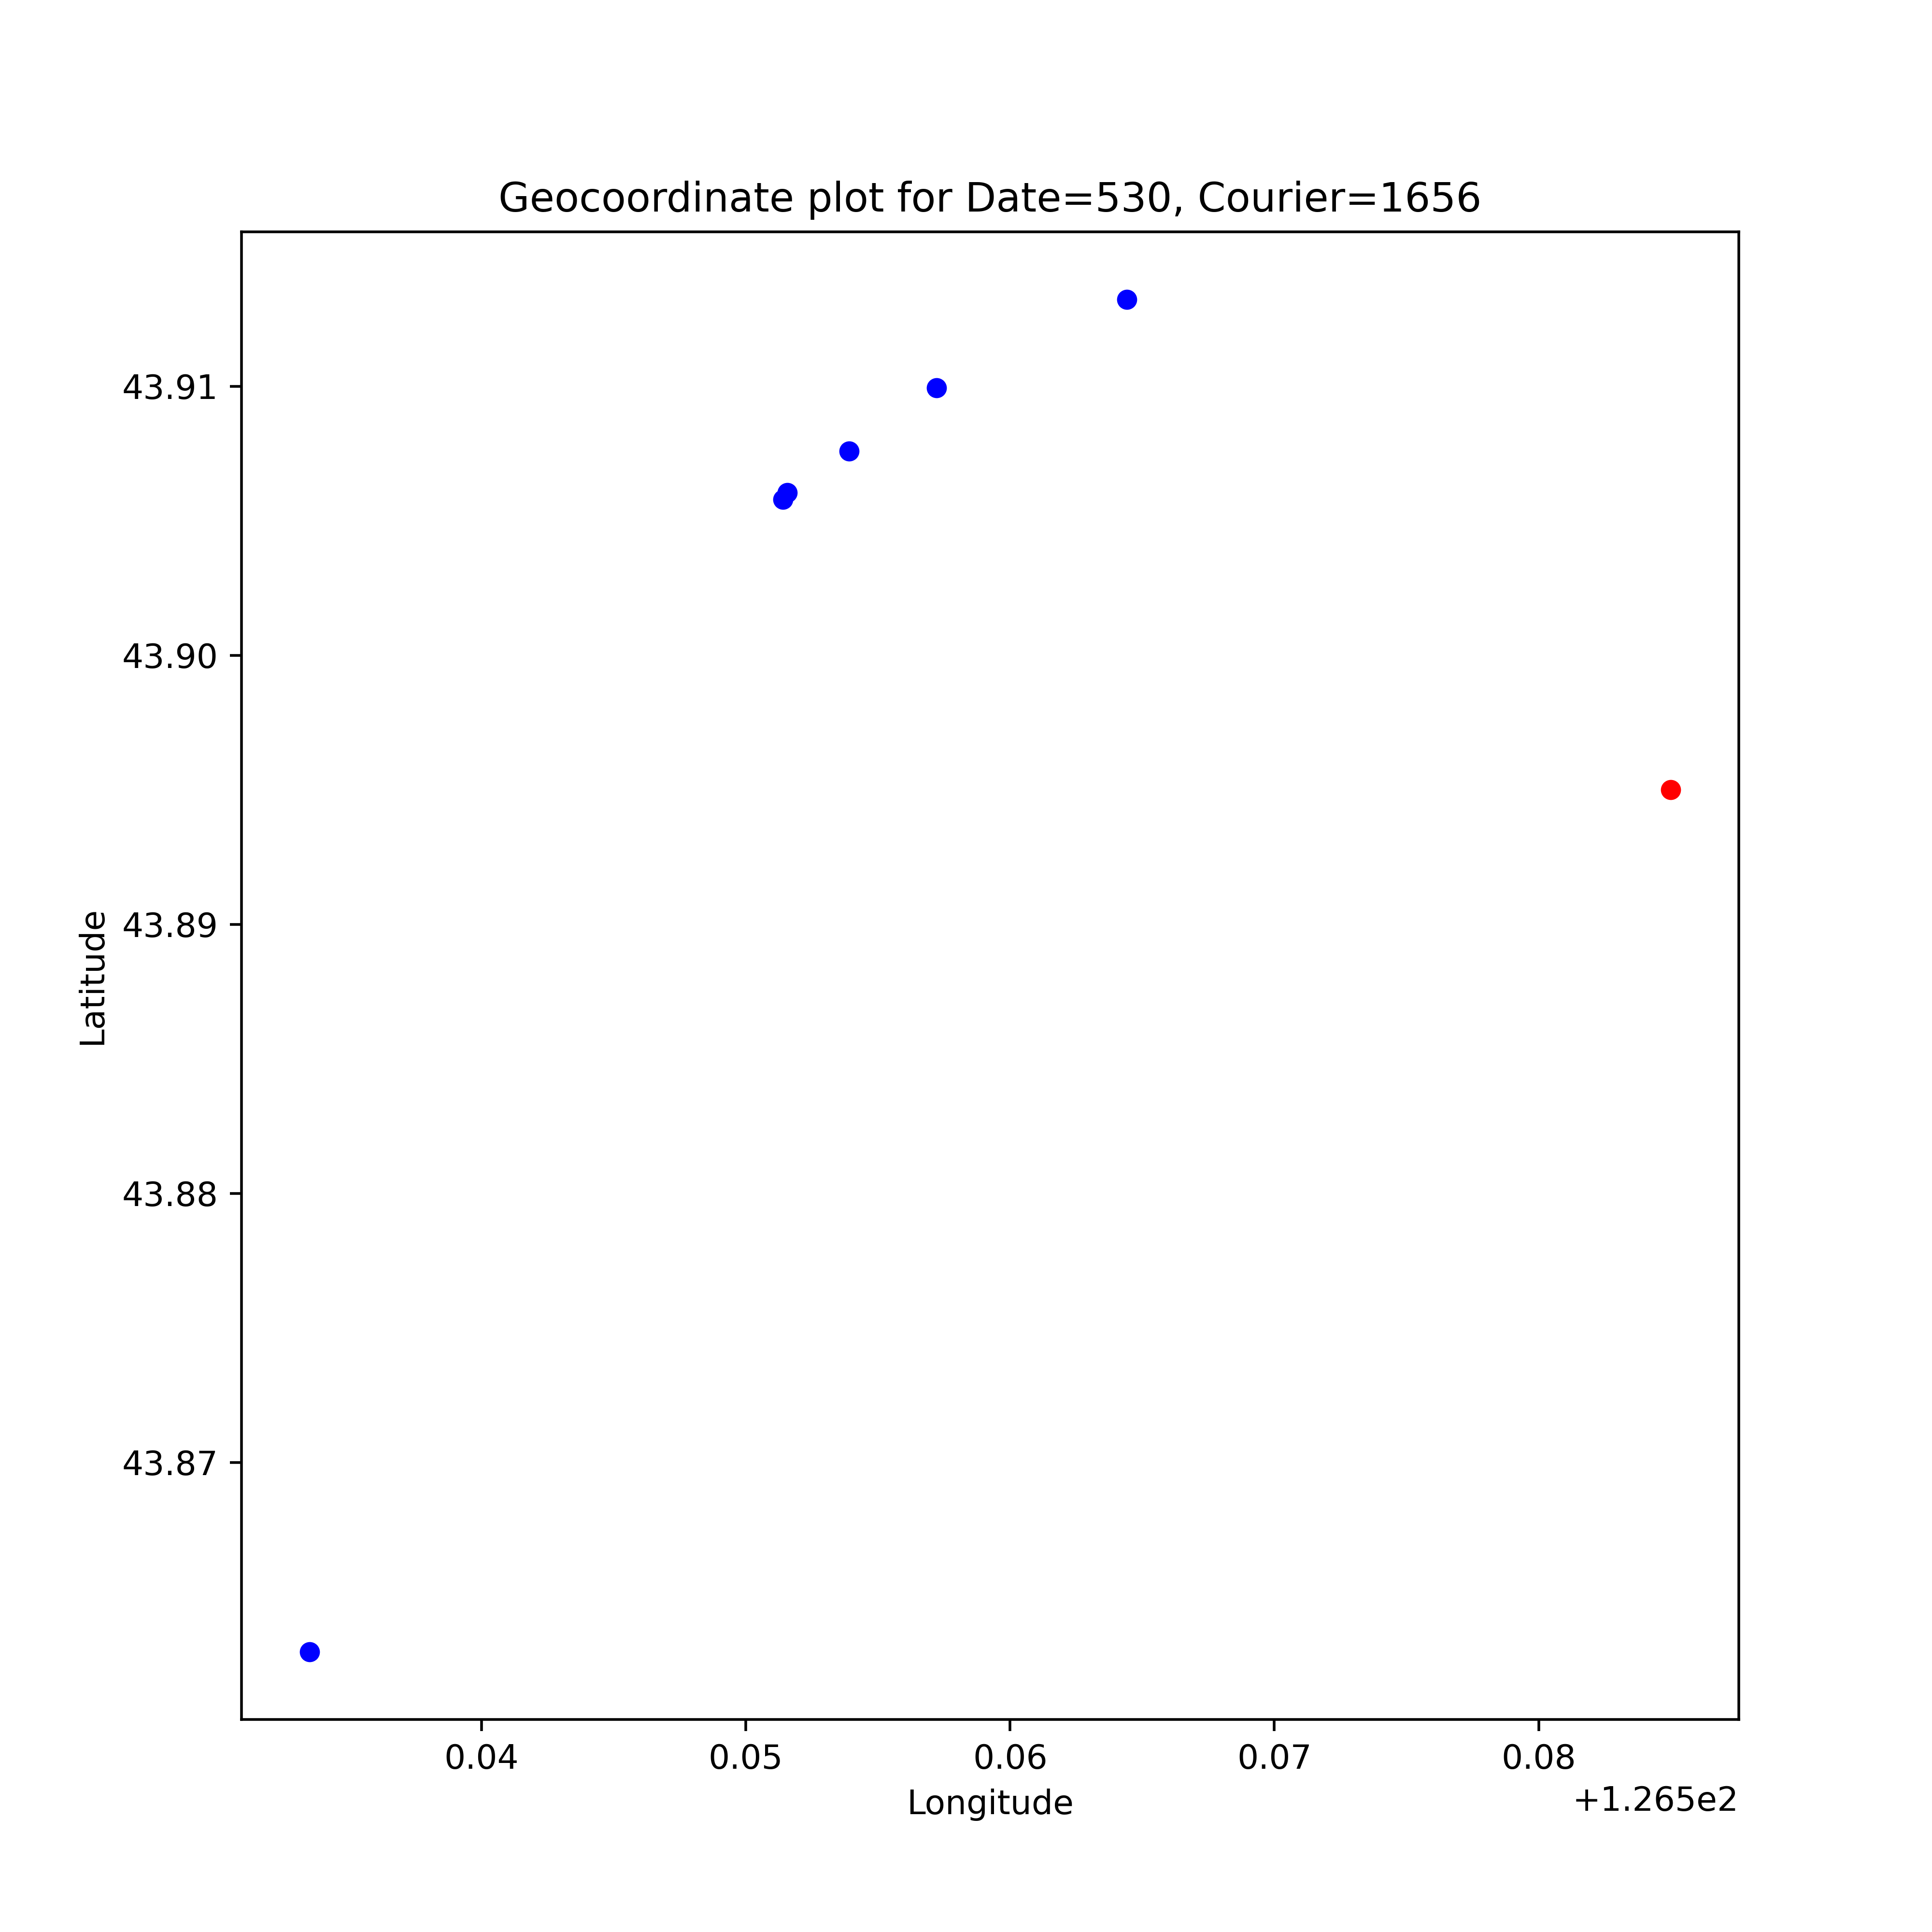 Geocoordinate plot for Date=530, Courier=1656
43.91
43.90
43.89
43.88
43.87
Latitude
0.04 0.05 0.06 0.07 0.08
+1.265e2
Longitude